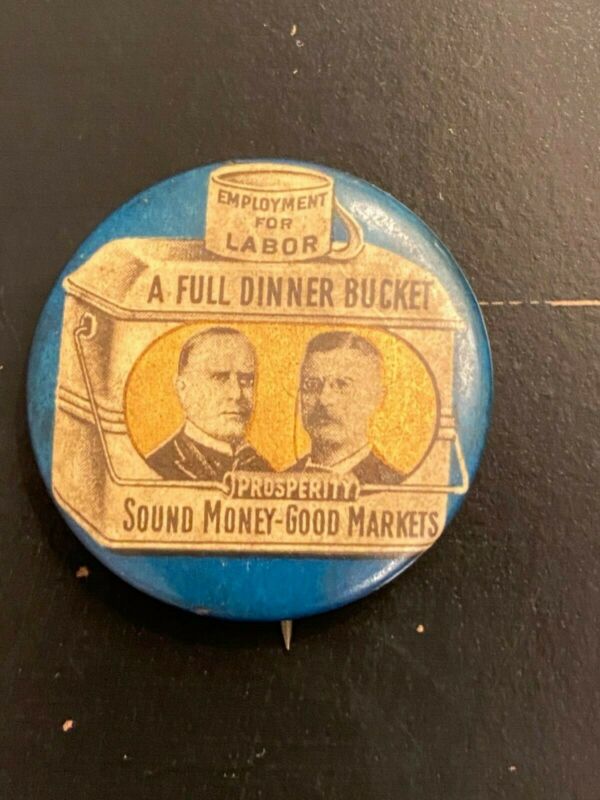 EMPLOYMENT
FOR
LABOR
A FULL DINNER BUCKET
PROSPERITY
SOUND MONEY-GOOD MARKETS